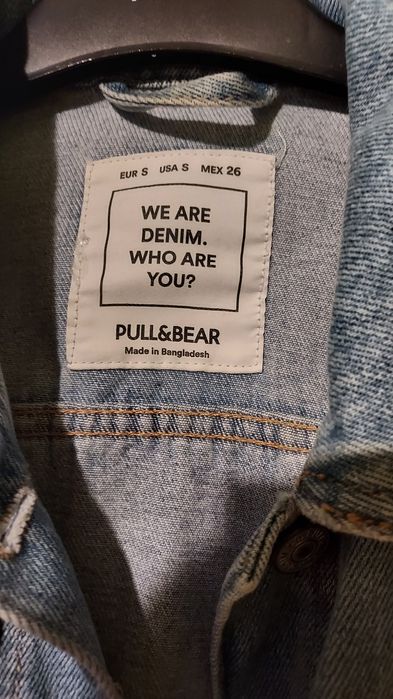 EUR S USA S MEX 26
WE ARE
DENIM.
WHO ARE
YOU?
PULL&BEAR
Made in Bangladesh